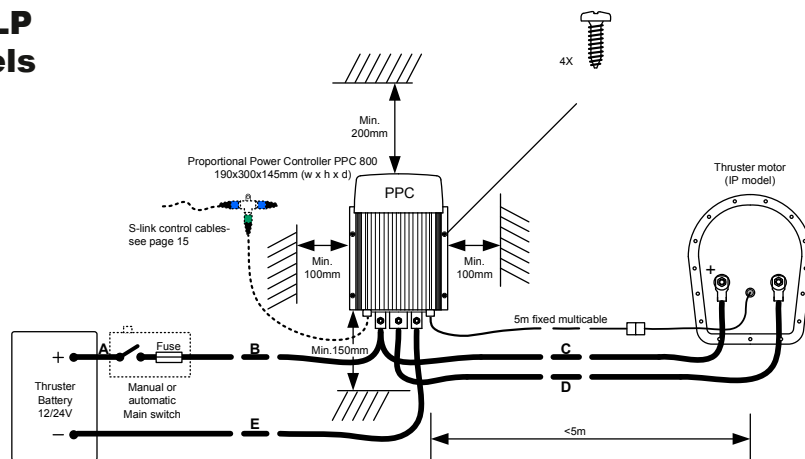 LP
els
4X
Min.
200mm
Proportional Power Controller PPC 800
190x300x145mm (w x h x d)
PPC
Thruster motor
(IP model)
S-link control cables-
see page 15
Min.
100mm
Min.
100mm
+
5m fixed multicable
Min.150mm
+
A
Fuse
B
C
D
Thruster
Battery
12/24V
Manual or
automatic
Main switch
−
E
<5m